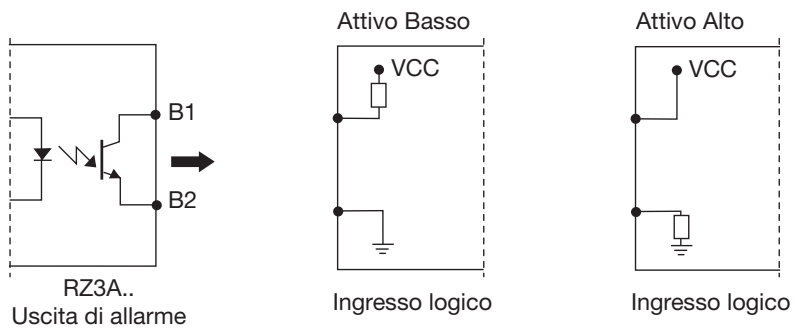 Attivo Basso
Attivo Alto
VCC
VCC
B1
B2
RZ3A..
Uscita di allarme
Ingresso logico
Ingresso logico